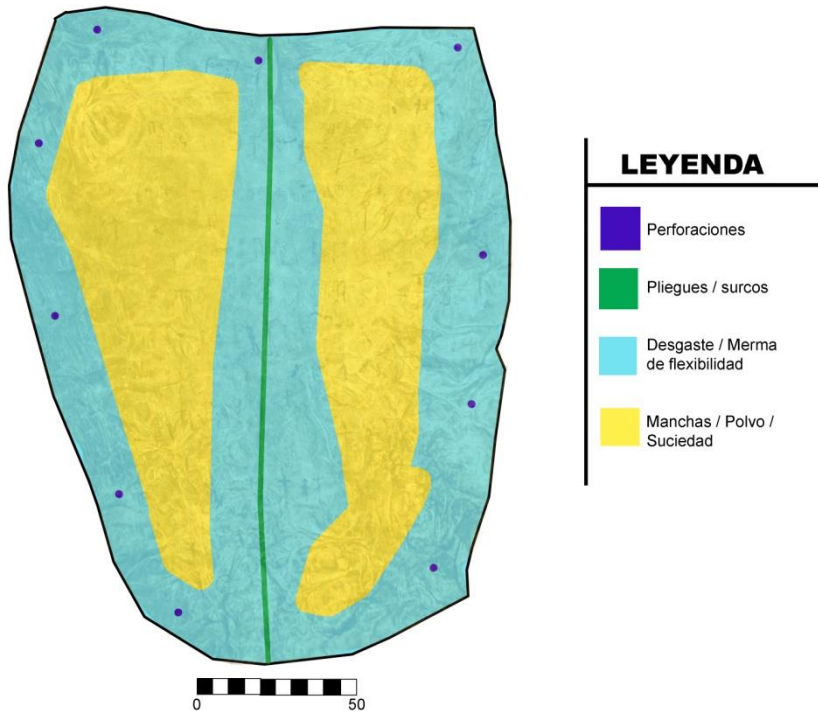 LEYENDA
Perforaciones
Pliegues / surcos
Desgaste / Merma
de flexibilidad
Manchas / Polvo /
Suciedad
0 50